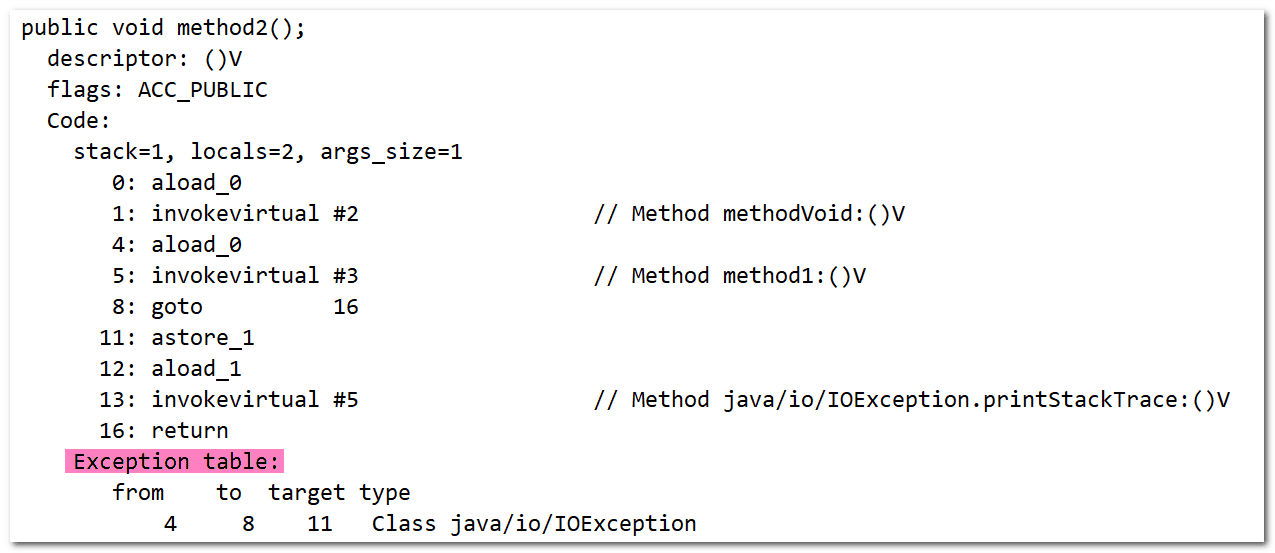 public void method2();
  descriptor: ()V
  flags: ACC_PUBLIC
  Code:
    stack=1, locals=2, args_size=1
       0: aload_0
       1: invokevirtual #2                  // Method methodVoid:()V
       4: aload_0
       5: invokevirtual #3                  // Method method1:()V
       8: goto          16
      11: astore_1
      12: aload_1
      13: invokevirtual #5                  // Method java/io/IOException.printStackTrace:()V
      16: return
    Exception table:
       from    to  target type
           4     8    11   Class java/io/IOException